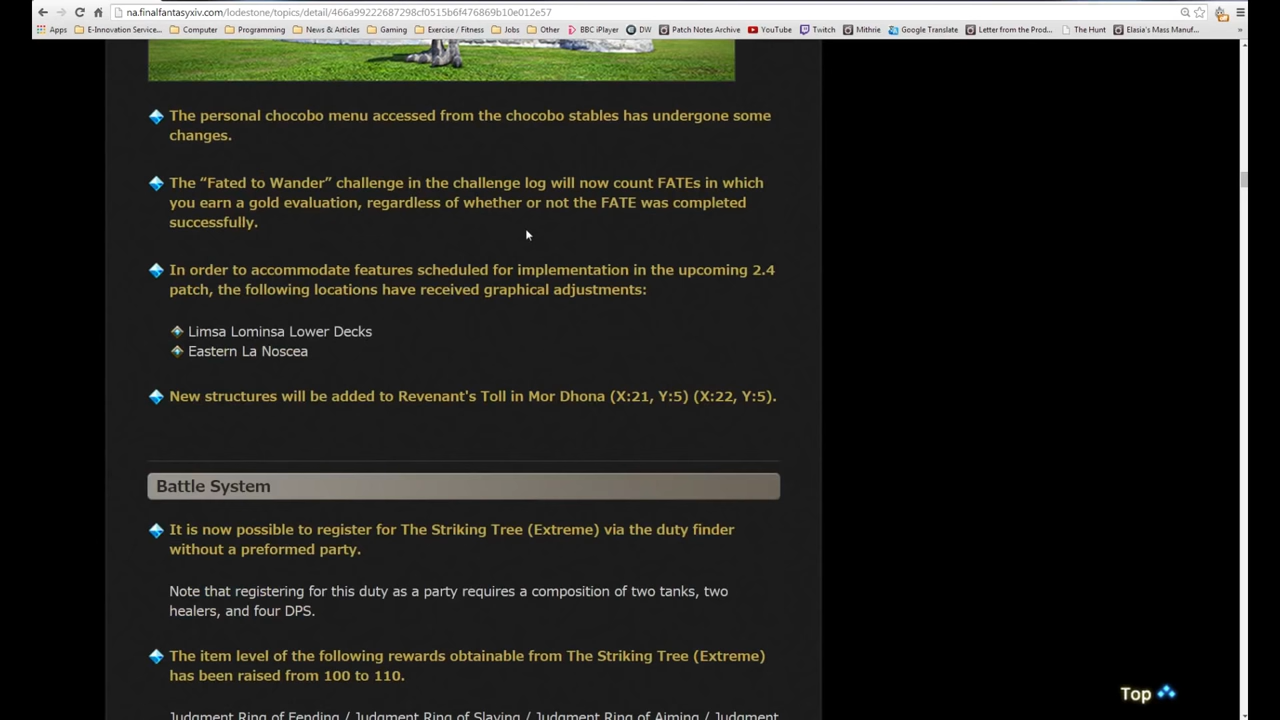 na.finalfantasyxiv.com/lodestone/topics/detail/466a99222687298cf0515b6f476869b10e012e57
Apps E-Innovation Service... Computer Programming News & Articles Gaming Exercise / Fitness Jobs Other BBC iPlayer DW Patch Notes Archive YouTube Twitch Mithrie Google Translate Letter from the Prod... The Hunt Elasia's Mass Manuf... »
The personal chocobo menu accessed from the chocobo stables has undergone some
changes.
The “Fated to Wander” challenge in the challenge log will now count FATEs in which
you earn a gold evaluation, regardless of whether or not the FATE was completed
successfully.
In order to accommodate features scheduled for implementation in the upcoming 2.4
patch, the following locations have received graphical adjustments:
Limsa Lominsa Lower Decks
Eastern La Noscea
New structures will be added to Revenant's Toll in Mor Dhona (X:21, Y:5) (X:22, Y:5).
Battle System
It is now possible to register for The Striking Tree (Extreme) via the duty finder
without a preformed party.
Note that registering for this duty as a party requires a composition of two tanks, two
healers, and four DPS.
The item level of the following rewards obtainable from The Striking Tree (Extreme)
has been raised from 100 to 110.
Judgment Ring of Fending / Judgment Ring of Slaying / Judgment Ring of Aiming / Judgment
Top